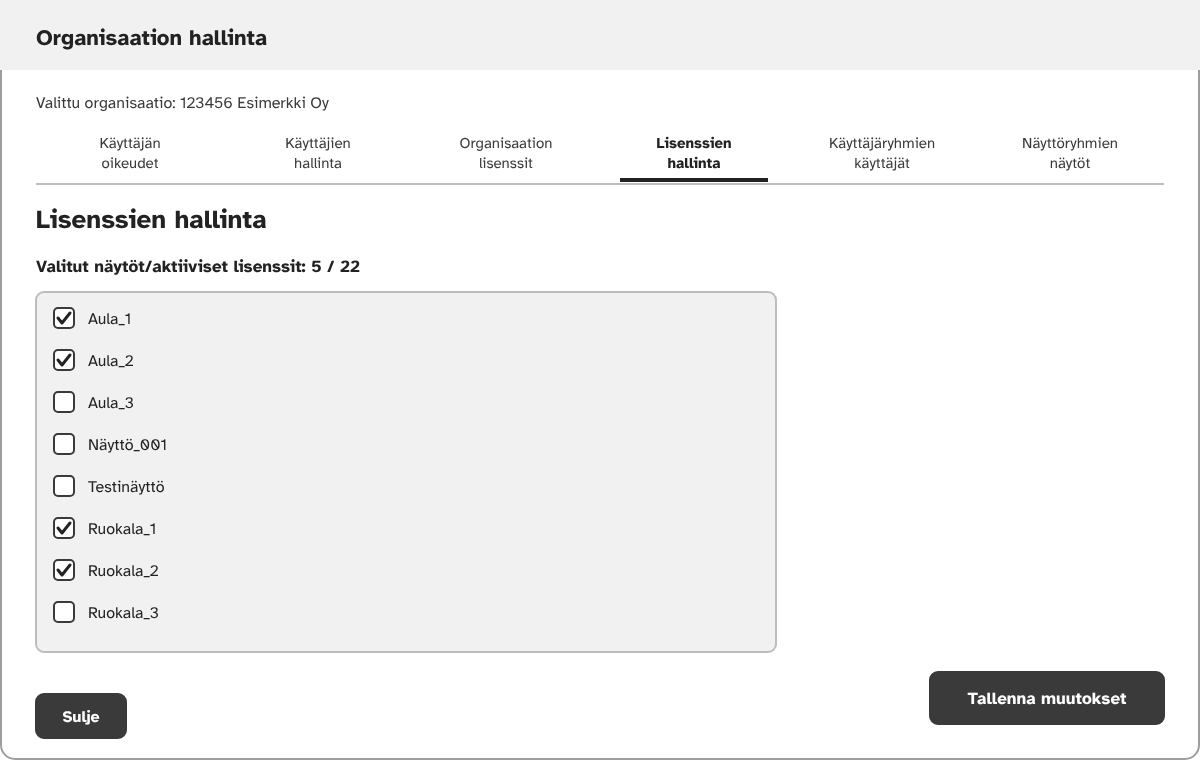 Organisaation hallinta
Valittu organisaatio: 123456 Esimerkki Oy
Käyttäjän
oikeudet
Käyttäjien
hallinta
Organisaation
lisenssit
Lisenssien
hallinta
Käyttäjäryhmien
käyttäjät
Näyttöryhmien
näytöt
Lisenssien hallinta
Valitut näytöt/aktiiviset lisenssit: 5 / 22
Aula_1
Aula_2
Aula_3
Näyttö_001
Testinäyttö
Ruokala_1
Ruokala_2
Ruokala_3
Sulje
Tallenna muutokset